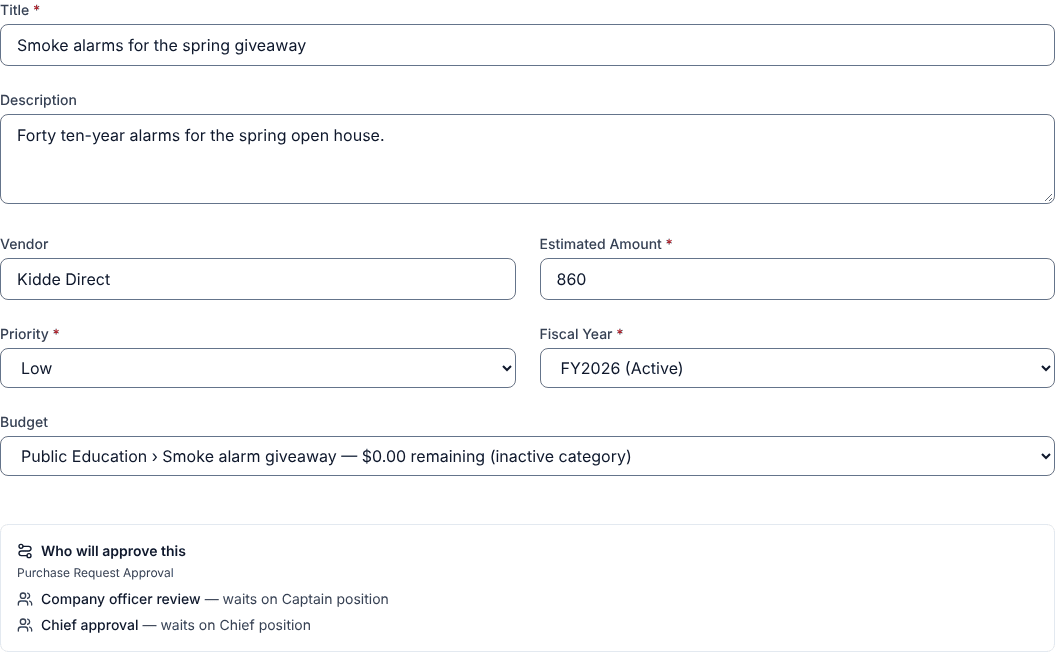 Title *
Smoke alarms for the spring giveaway
Description
Forty ten-year alarms for the spring open house.
Vendor
Estimated Amount *
Kidde Direct
860
Priority *
Fiscal Year *
Low
FY2026 (Active)
Budget
Public Education › Smoke alarm giveaway — $0.00 remaining (inactive category)
Who will approve this
Purchase Request Approval
Company officer review — waits on Captain position
Chief approval — waits on Chief position